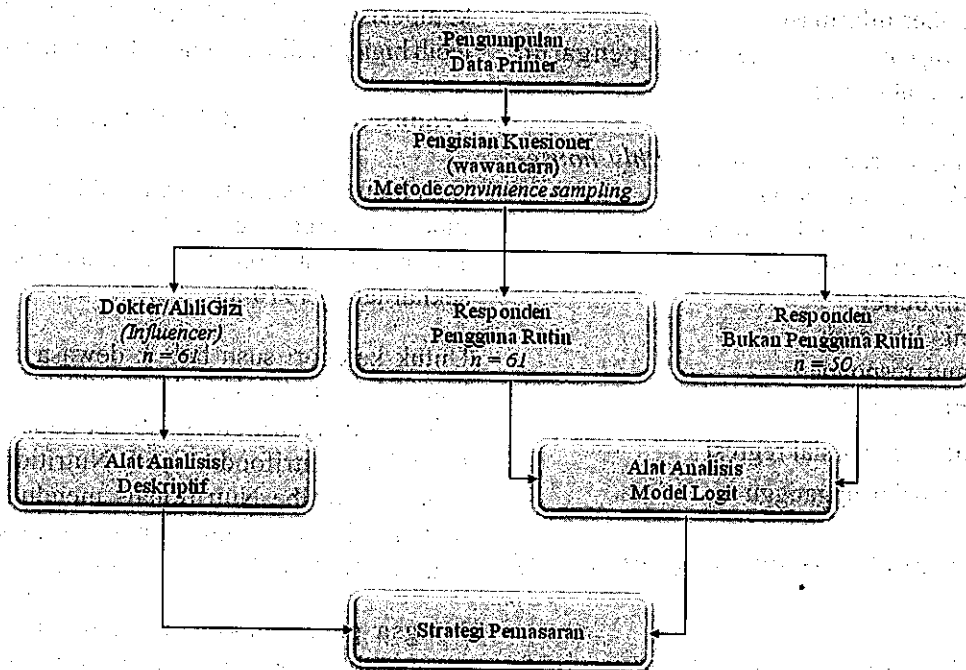 Pengumpulan
Data Primer
Pengisian Kuesioner
(wawancara)
Metode convinience sampling
Dokter/Ahli Gizi
(Influencer)
n = 61
Responden
Pengguna Rutin
n = 61
Responden
Bukan Pengguna Rutin
n = 50
Alat Analisis
Deskriptif
Alat Analisis
Model Logit
Strategi Pemasaran